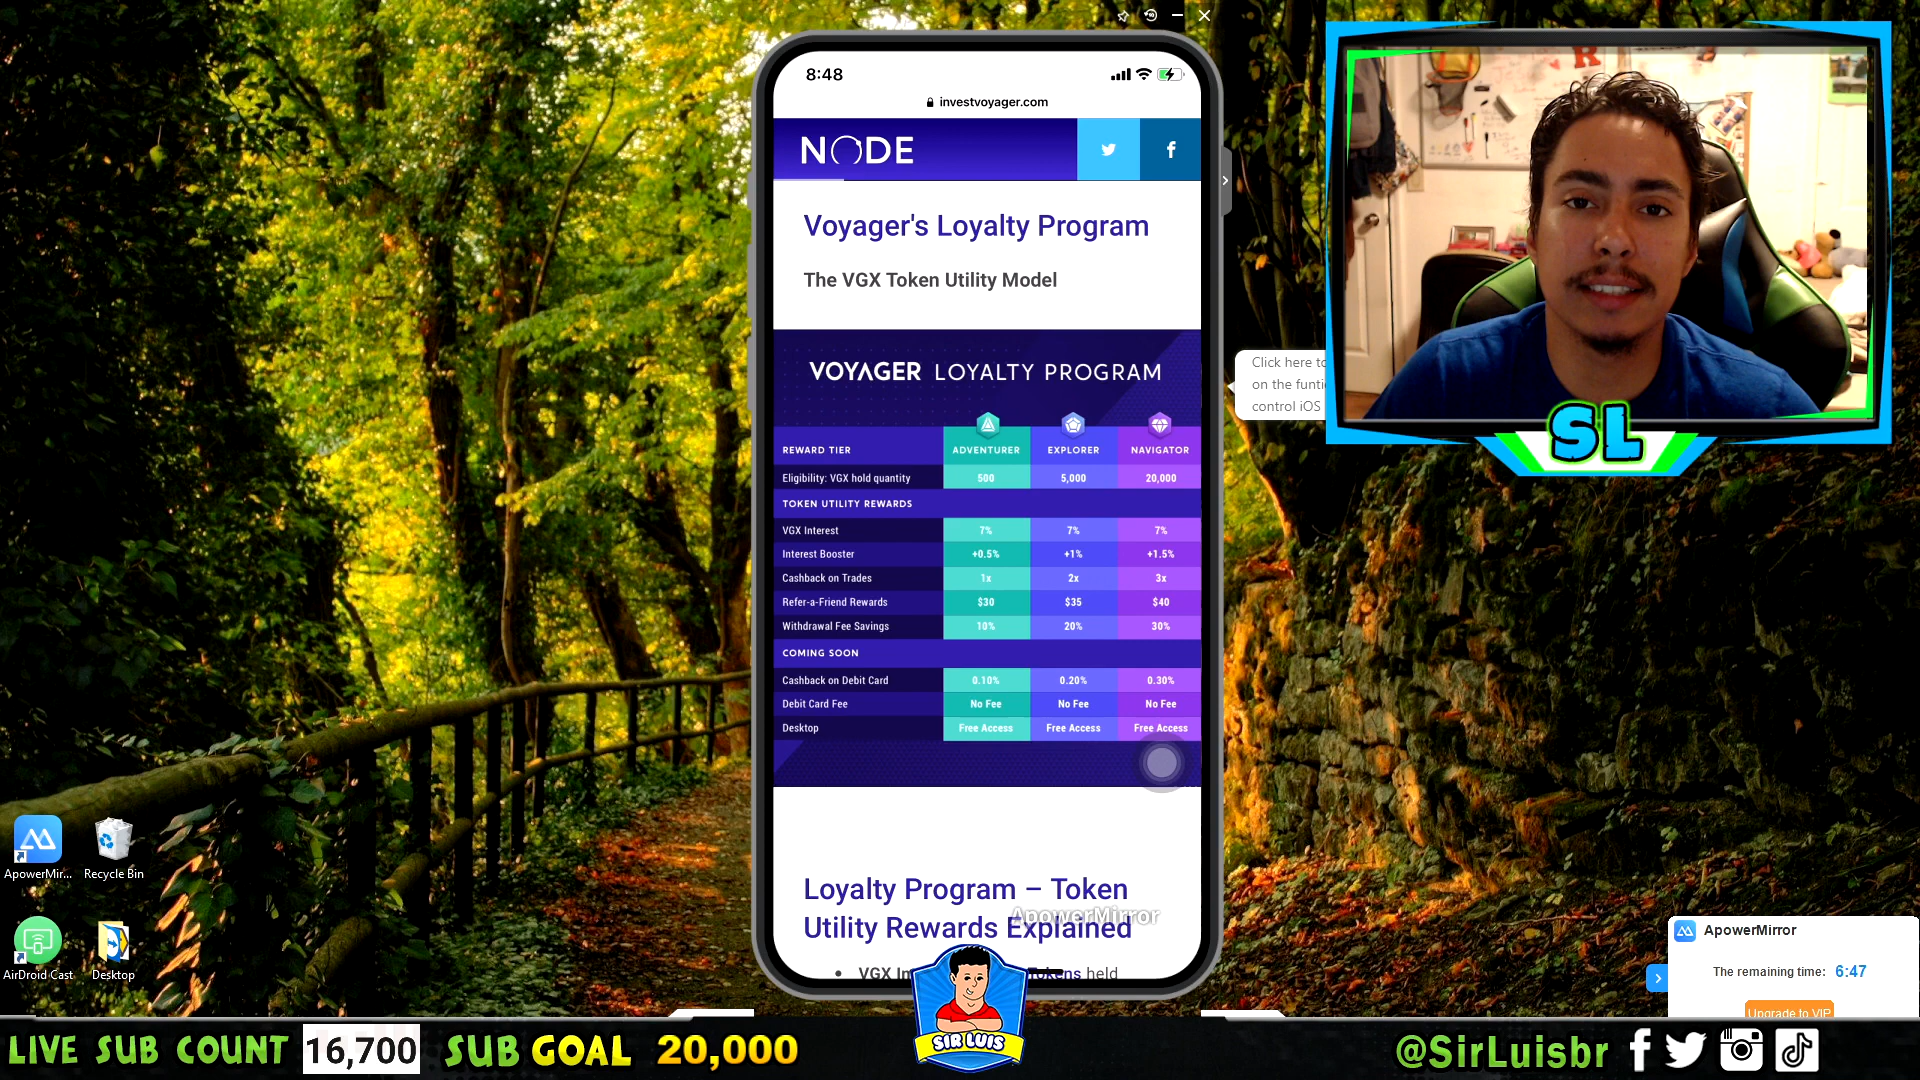 8:48
investvoyager.com
NODE
Voyager's Loyalty Program
The VGX Token Utility Model
VOYAGER LOYALTY PROGRAM
REWARD TIER ADVENTURER EXPLORER NAVIGATOR
Eligibility: VGX hold quantity 500 5,000 20,000
TOKEN UTILITY REWARDS
VGX Interest 7% 7% 7%
Interest Booster +0.5% +1% +1.5%
Cashback on Trades 1x 2x 3x
Refer-a-Friend Rewards $30 $35 $40
Withdrawal Fee Savings 10% 20% 30%
COMING SOON
Cashback on Debit Card 0.10% 0.20% 0.30%
Debit Card Fee No Fee No Fee No Fee
Desktop Free Access Free Access Free Access
Loyalty Program – Token
Utility Rewards Explained
ApowerMirror
VGX In Tokens held
Click here to
on the funti
control iOS
SL
ApowerMir...
Recycle Bin
AirDroid Cast
Desktop
ApowerMirror
The remaining time: 6:47
Upgrade to VIP
LIVE SUB COUNT 16,700 SUB GOAL 20,000
SIR LUIS
@SirLuisbr